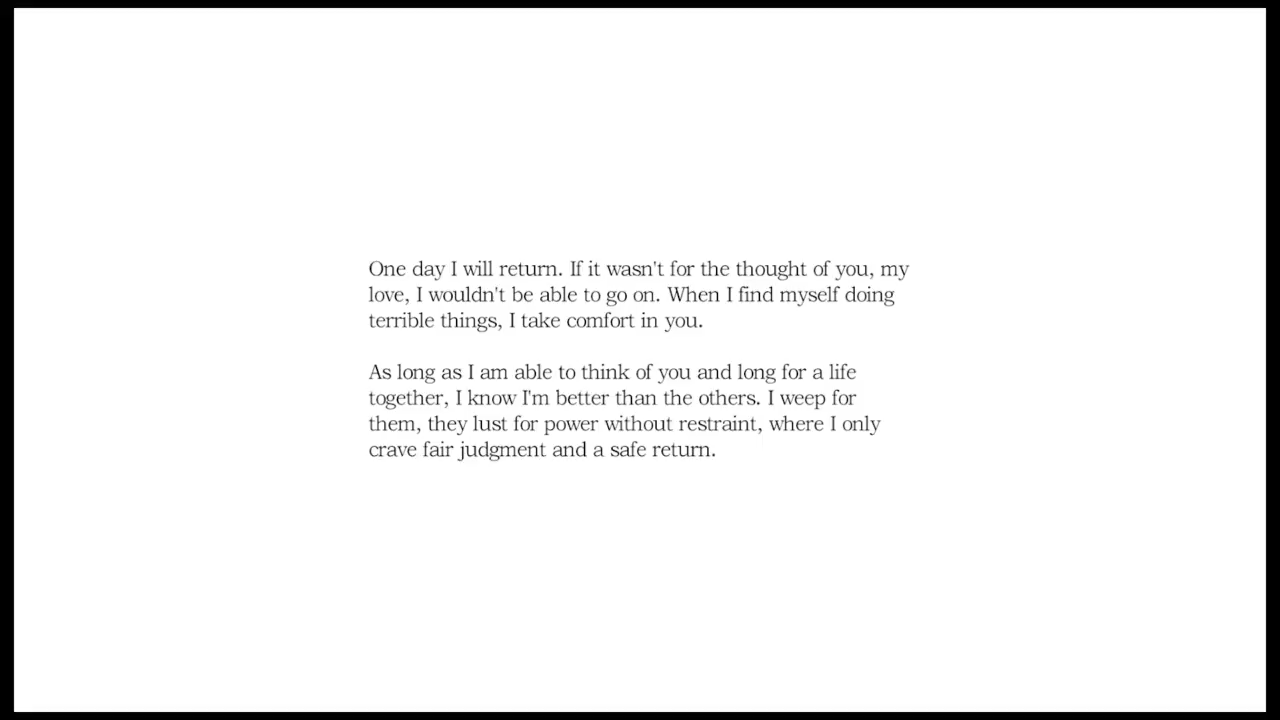 One day I will return. If it wasn't for the thought of you, my
love, I wouldn't be able to go on. When I find myself doing
terrible things, I take comfort in you.
As long as I am able to think of you and long for a life
together, I know I'm better than the others. I weep for
them, they lust for power without restraint, where I only
crave fair judgment and a safe return.